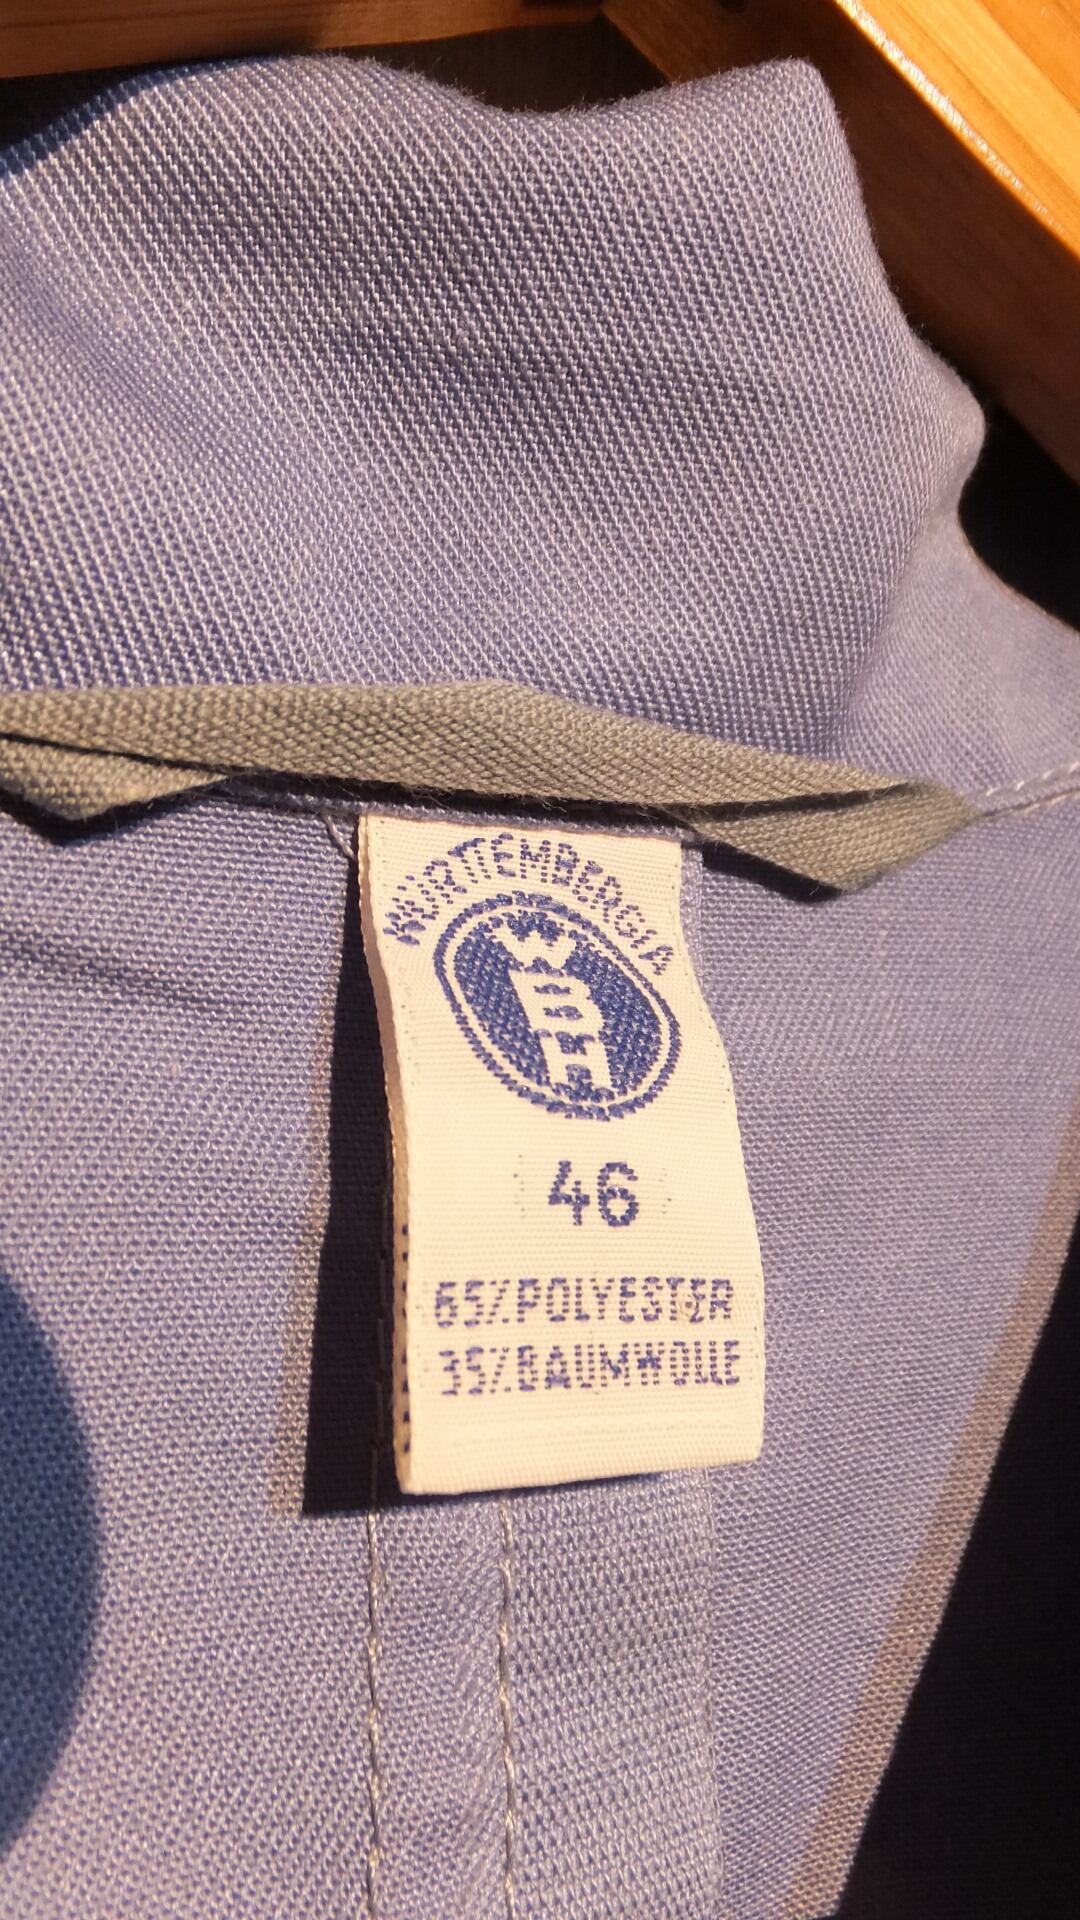 WÜRTTEMBERGIA
W
B
H
46
65% POLYESTER
35% BAUMWOLLE